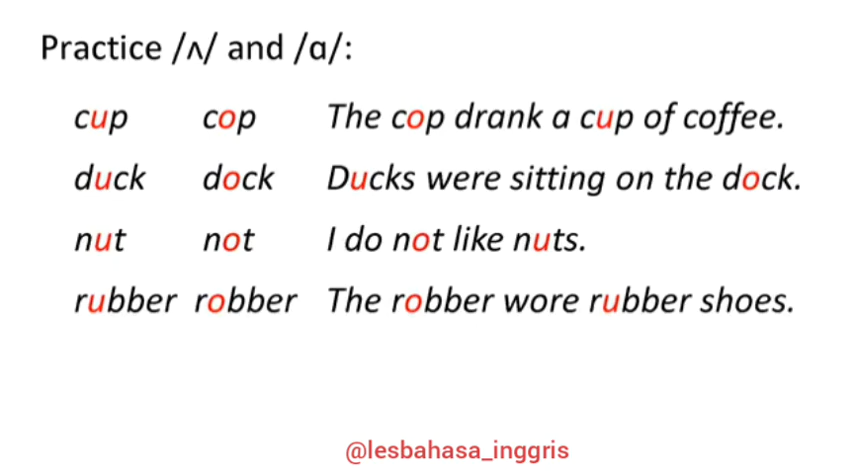 Practice /ʌ/ and /ɑ/:
cup cop The cop drank a cup of coffee.
duck dock Ducks were sitting on the dock.
nut not I do not like nuts.
rubber robber The robber wore rubber shoes.
@lesbahasa_inggris